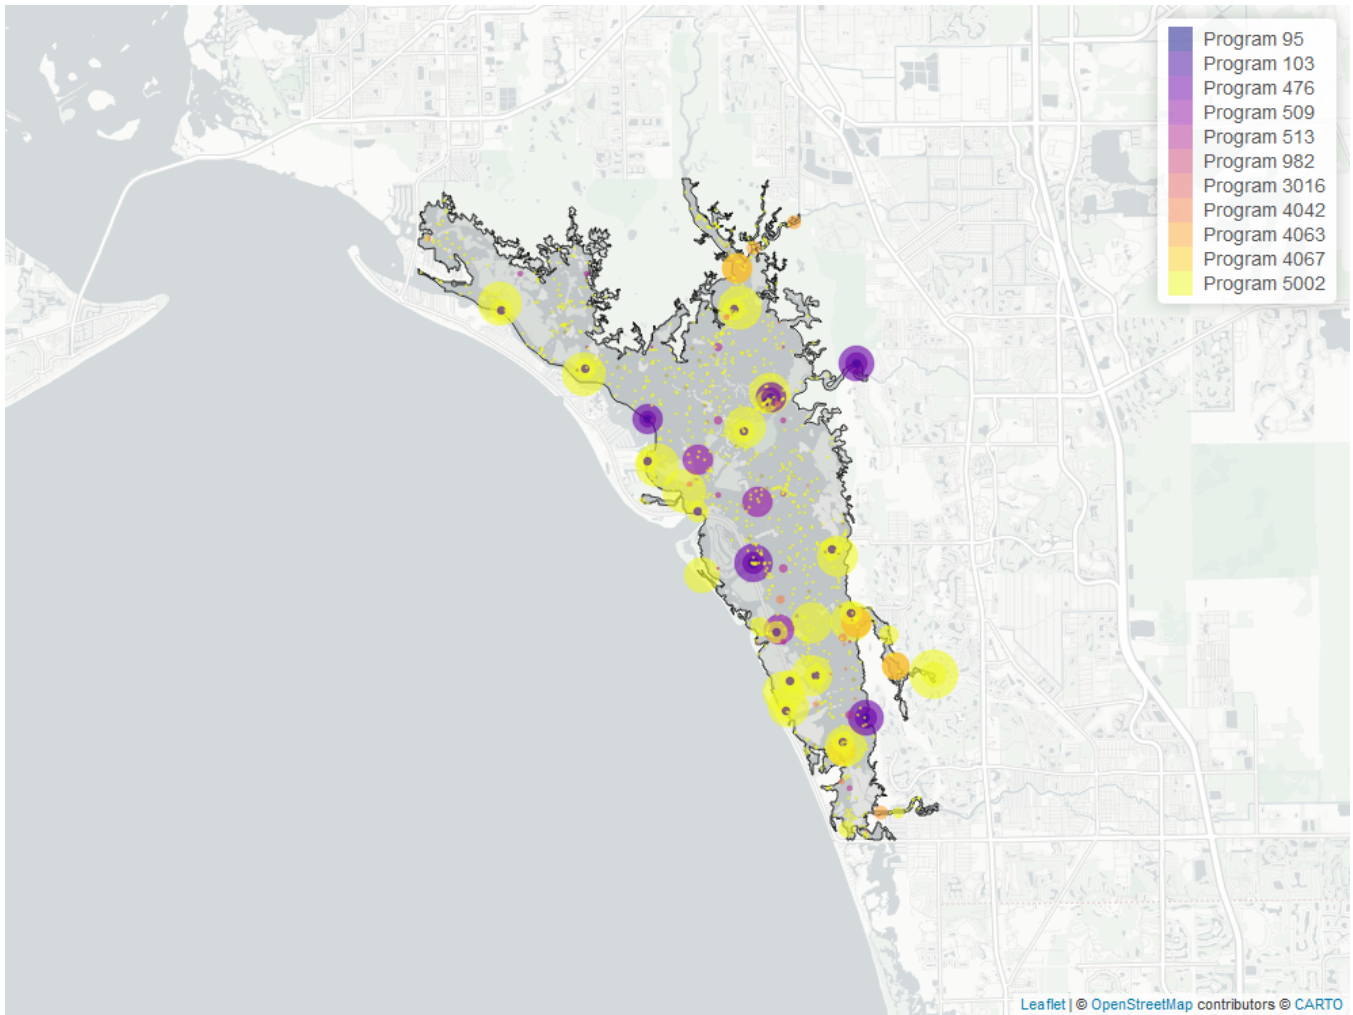 Program 95
Program 103
Program 476
Program 509
Program 513
Program 982
Program 3016
Program 4042
Program 4063
Program 4067
Program 5002
Leaflet | © OpenStreetMap contributors © CARTO